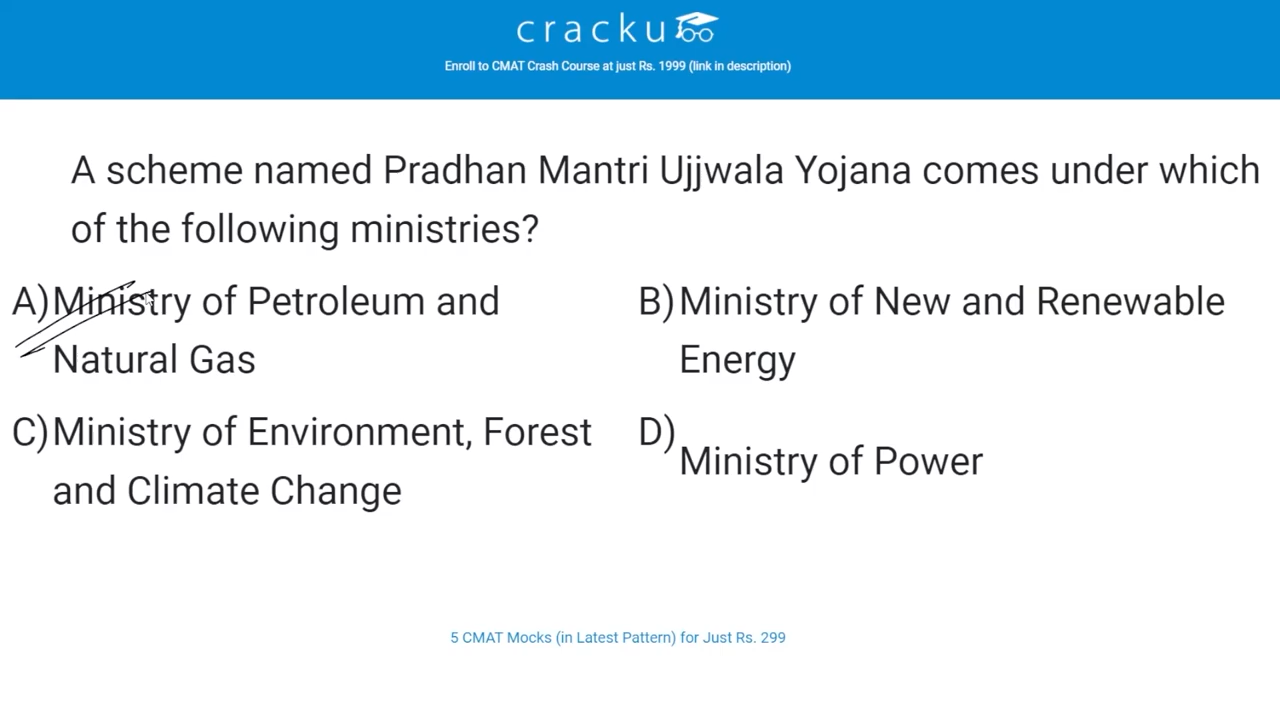 cracku
Enroll to CMAT Crash Course at just Rs. 1999 (link in description)
A scheme named Pradhan Mantri Ujjwala Yojana comes under which
of the following ministries?
A) Ministry of Petroleum and
Natural Gas
B) Ministry of New and Renewable
Energy
C) Ministry of Environment, Forest
and Climate Change
D)
Ministry of Power
5 CMAT Mocks (in Latest Pattern) for Just Rs. 299